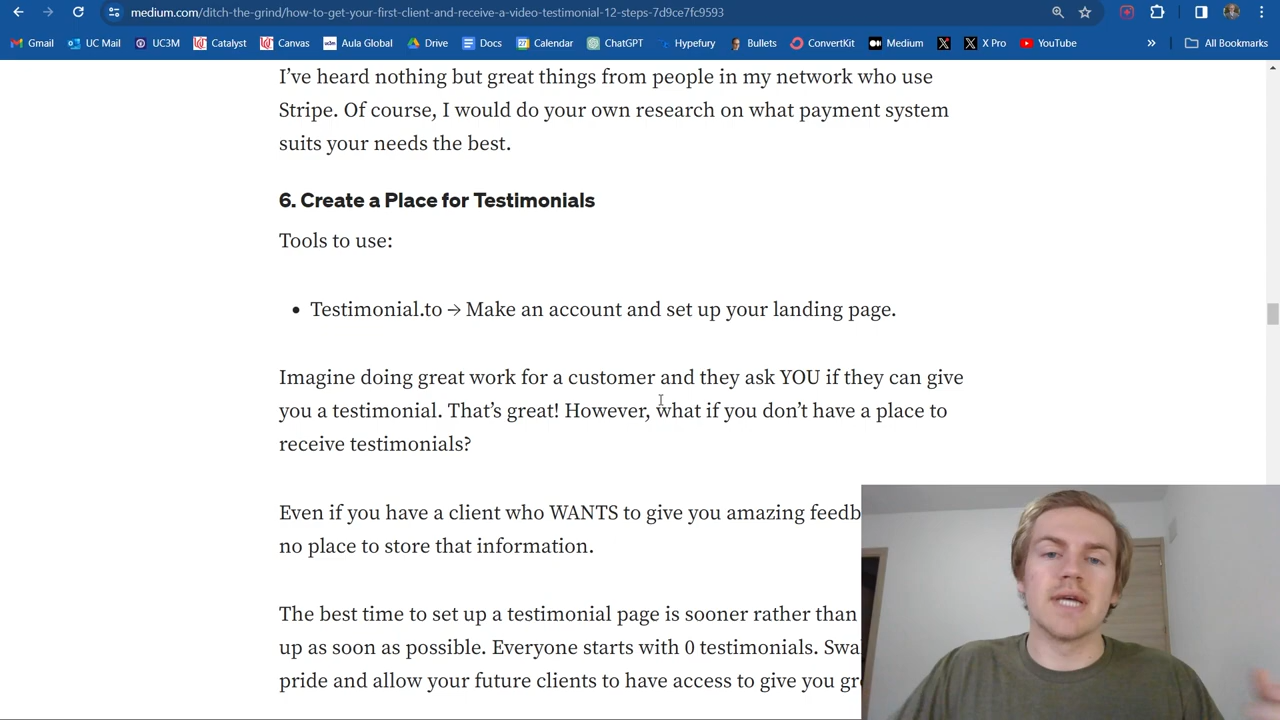 medium.com/ditch-the-grind/how-to-get-your-first-client-and-receive-a-video-testimonial-12-steps-7d9ce7fc9593
Gmail UC Mail UC3M Catalyst Canvas Aula Global Drive Docs Calendar ChatGPT Hypefury Bullets ConvertKit Medium X Pro YouTube » All Bookmarks
I’ve heard nothing but great things from people in my network who use
Stripe. Of course, I would do your own research on what payment system
suits your needs the best.
6. Create a Place for Testimonials
Tools to use:
• Testimonial.to → Make an account and set up your landing page.
Imagine doing great work for a customer and they ask YOU if they can give
you a testimonial. That’s great! However, what if you don’t have a place to
receive testimonials?
Even if you have a client who WANTS to give you amazing feedb
no place to store that information.
The best time to set up a testimonial page is sooner rather than
up as soon as possible. Everyone starts with 0 testimonials. Swa
pride and allow your future clients to have access to give you gr